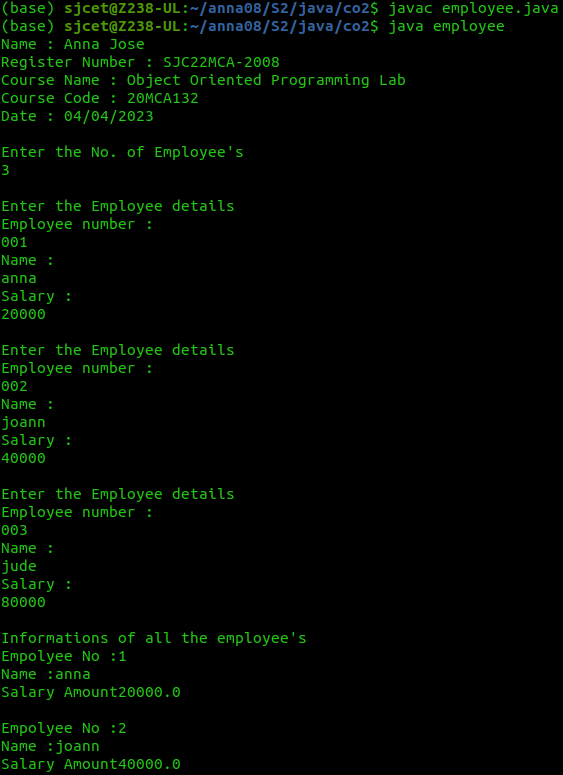 (base) sjcet@Z238-UL:~/anna08/S2/java/co2$ javac employee.java
(base) sjcet@Z238-UL:~/anna08/S2/java/co2$ java employee
Name : Anna Jose
Register Number : SJC22MCA-2008
Course Name : Object Oriented Programming Lab
Course Code : 20MCA132
Date : 04/04/2023
Enter the No. of Employee's
3
Enter the Employee details
Employee number :
001
Name :
anna
Salary :
20000
Enter the Employee details
Employee number :
002
Name :
joann
Salary :
40000
Enter the Employee details
Employee number :
003
Name :
jude
Salary :
80000
Informations of all the employee's
Empolyee No :1
Name :anna
Salary Amount20000.0
Empolyee No :2
Name :joann
Salary Amount40000.0